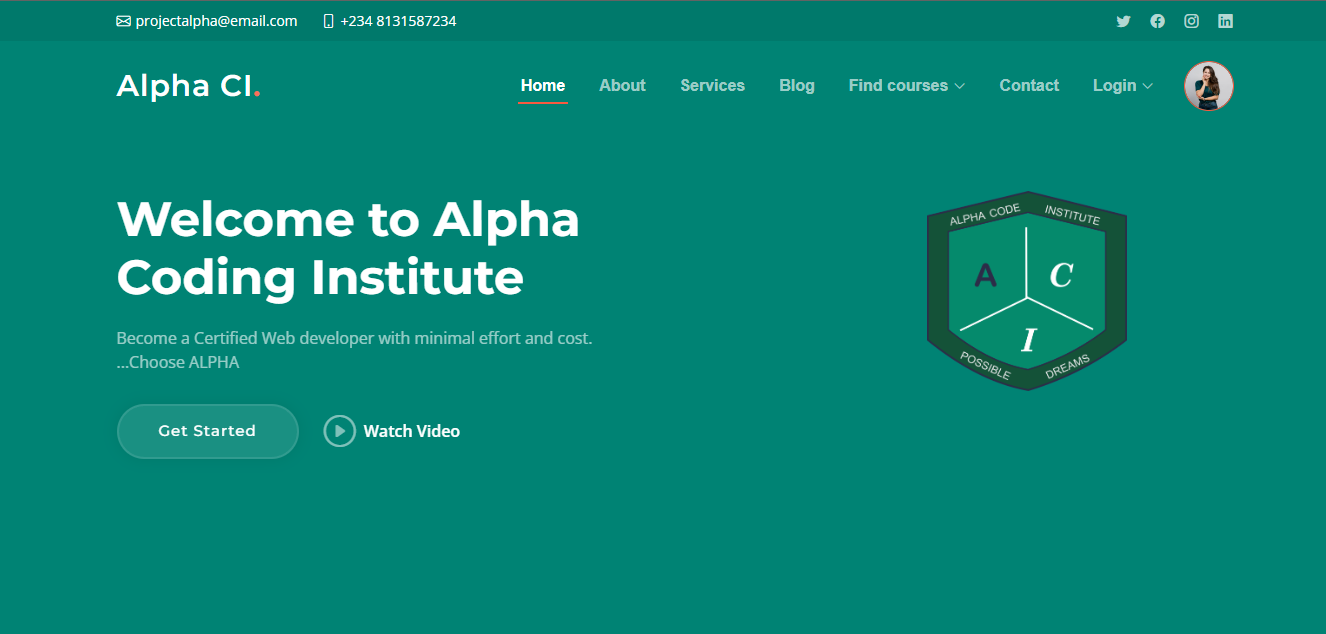 projectalpha@email.com +234 8131587234
Alpha CI.
Home About Services Blog Find courses Contact Login
Welcome to Alpha
Coding Institute
Become a Certified Web developer with minimal effort and cost.
...Choose ALPHA
Get Started Watch Video
ALPHA CODE INSTITUTE
A C
I
POSSIBLE DREAMS